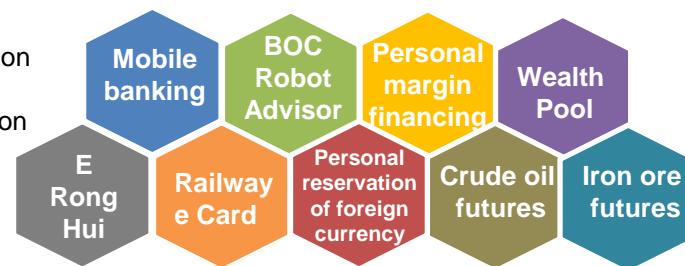 on
on
Mobile
banking
BOC
Robot
Advisor
Personal
margin
financing
Wealth
Pool
E
Rong
Hui
Railway
e Card
Personal
reservation
of foreign
currency
Crude oil
futures
Iron ore
futures